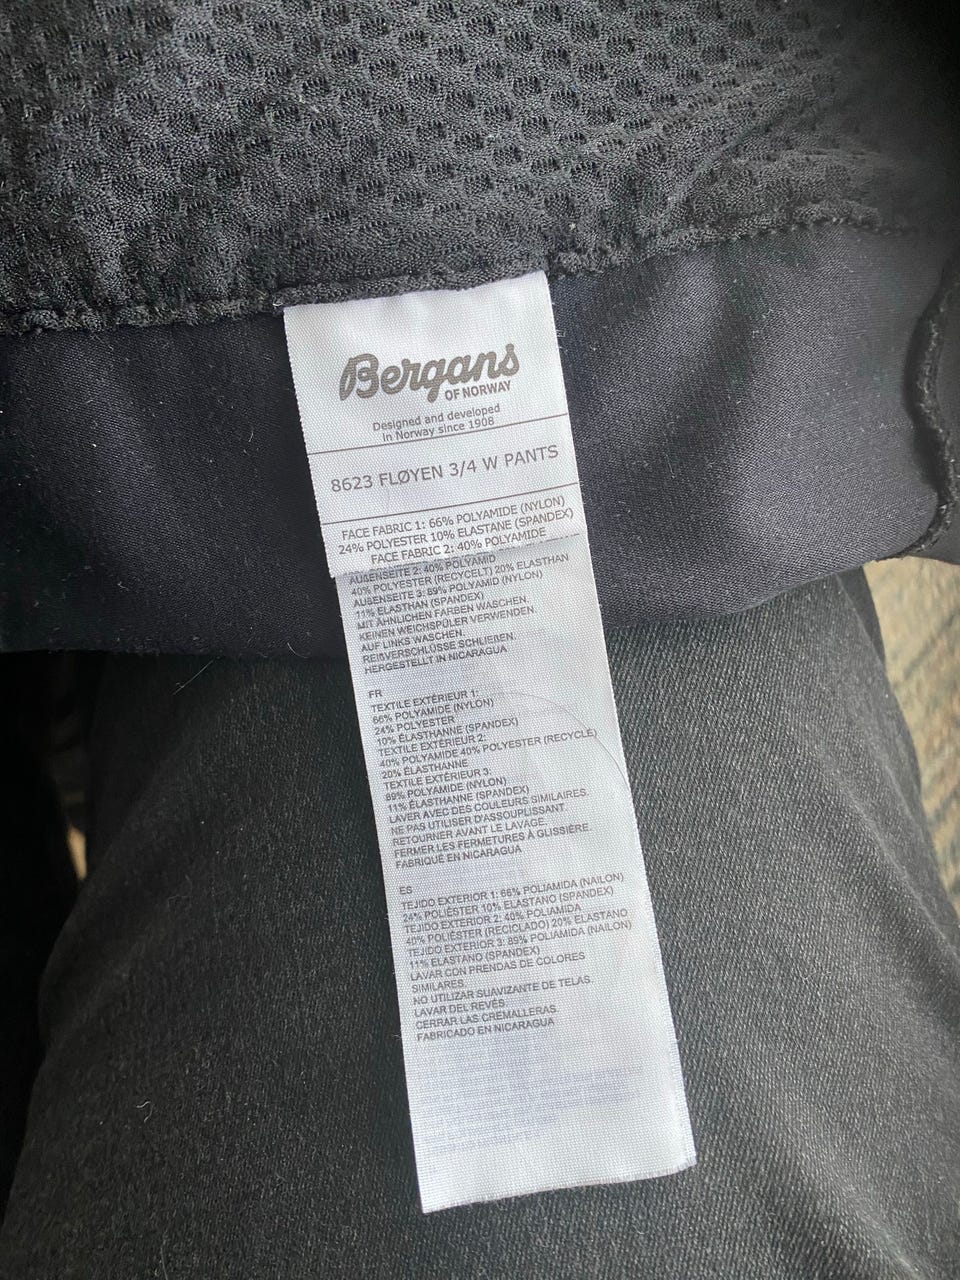 Bergans
OF NORWAY
Designed and developed
in Norway since 1908
8623 FLØYEN 3/4 W PANTS
FACE FABRIC 1: 66% POLYAMIDE (NYLON)
24% POLYESTER 10% ELASTANE (SPANDEX)
FACE FABRIC 2: 40% POLYAMIDE
AUßENSEITE 2: 40% POLYAMID
40% POLYESTER (RECYCELT) 20% ELASTHAN
AUßENSEITE 3: 89% POLYAMID (NYLON)
11% ELASTHAN (SPANDEX)
MIT ÄHNLICHEN FARBEN WASCHEN.
KEINEN WEICHSPÜLER VERWENDEN.
AUF LINKS WASCHEN.
REIßVERSCHLÜSSE SCHLIEßEN.
HERGESTELLT IN NICARAGUA
FR
TEXTILE EXTÉRIEUR 1:
66% POLYAMIDE (NYLON)
24% POLYESTER
10% ÉLASTHANNE (SPANDEX)
TEXTILE EXTÉRIEUR 2:
40% POLYAMIDE 40% POLYESTER (RECYCLÉ)
20% ÉLASTHANNE
TEXTILE EXTÉRIEUR 3:
89% POLYAMIDE (NYLON)
11% ÉLASTHANNE (SPANDEX)
LAVER AVEC DES COULEURS SIMILAIRES.
NE PAS UTILISER D'ASSOUPLISSANT.
RETOURNER AVANT LE LAVAGE.
FERMER LES FERMETURES À GLISSIÈRE.
FABRIQUÉ EN NICARAGUA
ES
TEJIDO EXTERIOR 1: 66% POLIAMIDA (NAILON)
24% POLIÉSTER 10% ELASTANO (SPANDEX)
TEJIDO EXTERIOR 2: 40% POLIAMIDA
40% POLIÉSTER (RECICLADO) 20% ELASTANO
TEJIDO EXTERIOR 3: 89% POLIAMIDA (NAILON)
11% ELASTANO (SPANDEX)
LAVAR CON PRENDAS DE COLORES
SIMILARES.
NO UTILIZAR SUAVIZANTE DE TELAS.
LAVAR DEL REVÉS.
CERRAR LAS CREMALLERAS.
FABRICADO EN NICARAGUA